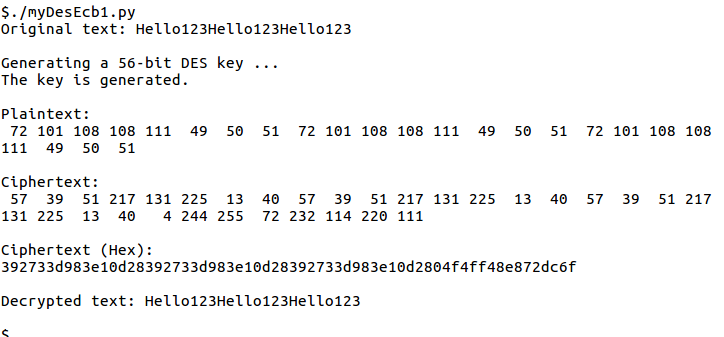 $./myDesEcb1.py
Original text: Hello123Hello123Hello123
Generating a 56-bit DES key ...
The key is generated.
Plaintext:
72 101 108 108 111  49  50  51  72 101 108 108 111  49  50  51  72 101 108 108
111  49  50  51
Ciphertext:
57  39  51 217 131 225  13  40  57  39  51 217 131 225  13  40  57  39  51 217
131 225  13  40   4 244 255  72 232 114 220 111
Ciphertext (Hex):
392733d983e10d28392733d983e10d28392733d983e10d2804f4ff48e872dc6f
Decrypted text: Hello123Hello123Hello123
$